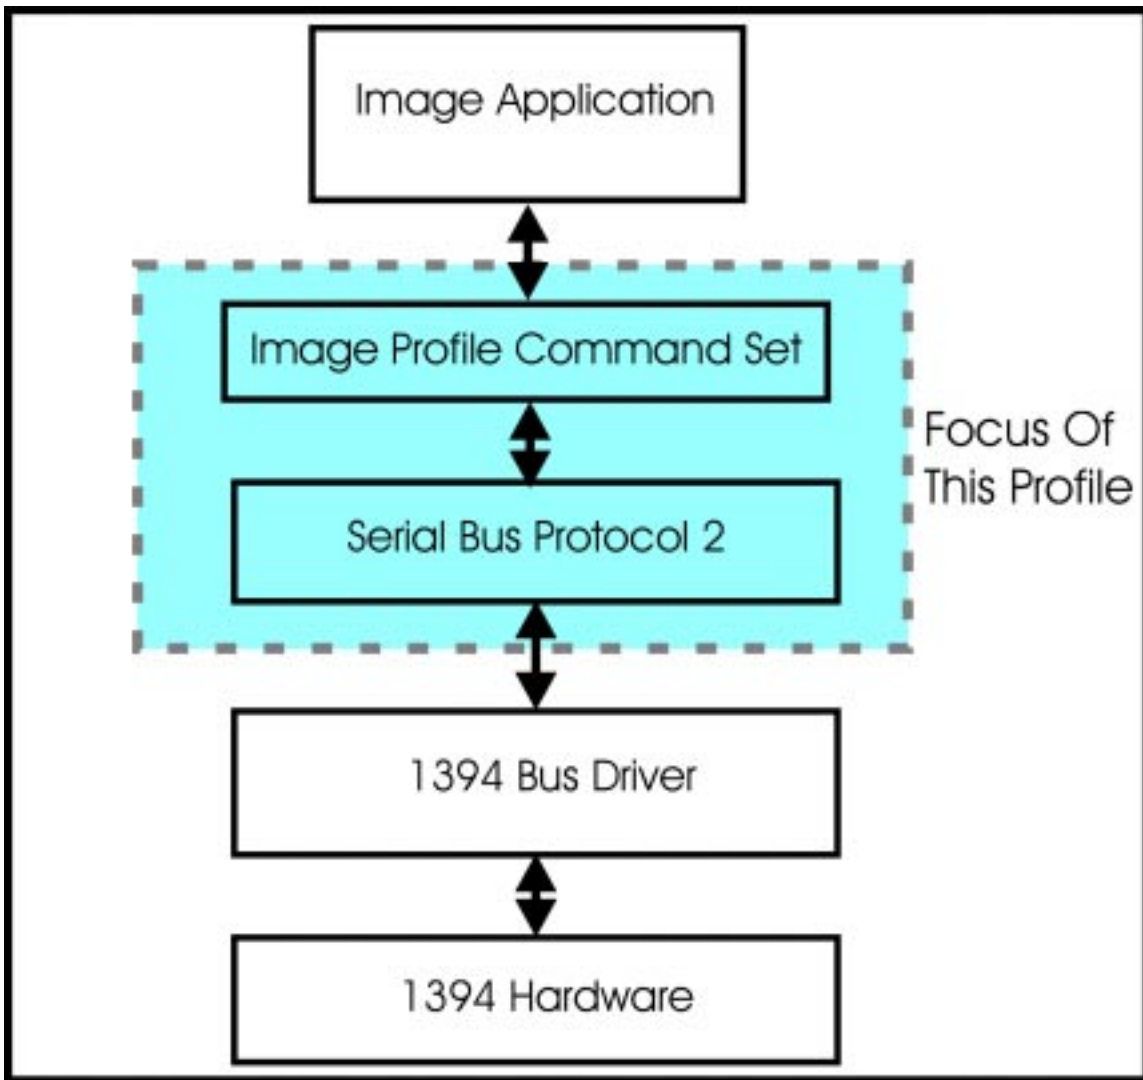 Image Application
Image Profile Command Set
Focus Of
This Profile
Serial Bus Protocol 2
1394 Bus Driver
1394 Hardware